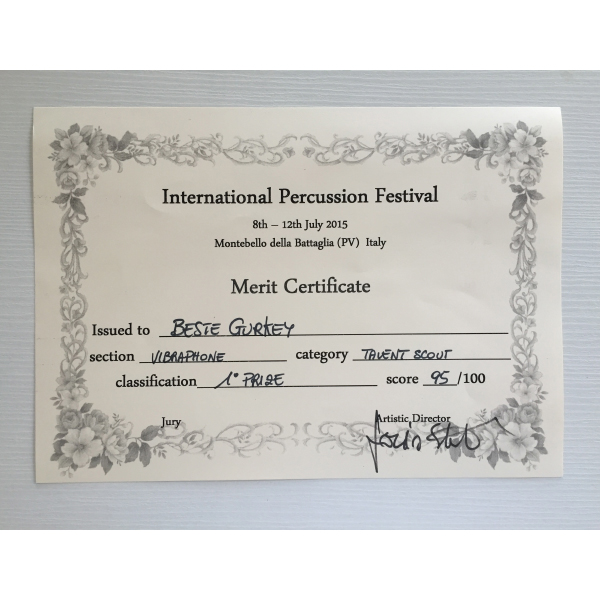 International Percussion Festival
8th – 12th July 2015
Montebello della Battaglia (PV) Italy
Merit Certificate
Issued to BESTE GURKEY
section VIBRAPHONE category TALENT SCOUT
classification 1° PRIZE score 95 /100
Jury Artistic Director